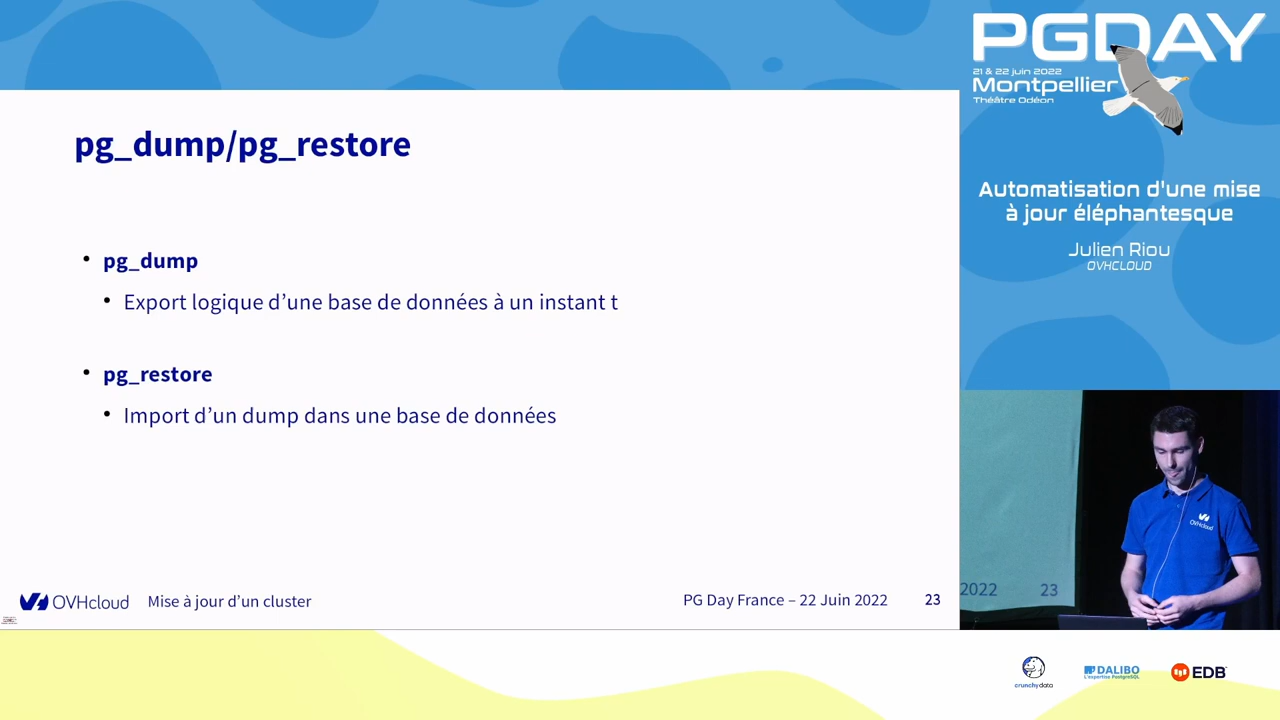 pg_dump/pg_restore
• pg_dump
• Export logique d’une base de données à un instant t
• pg_restore
• Import d’un dump dans une base de données
OVHcloud
Mise à jour d’un cluster
PG Day France – 22 Juin 2022
23
PGDAY
21 & 22 juin 2022
Montpellier
Théâtre Odéon
Automatisation d'une mise
à jour éléphantesque
Julien Riou
OVHCLOUD
2022
23
OVHcloud
crunchydata
DALIBO
L'expertise PostgreSQL
EDB